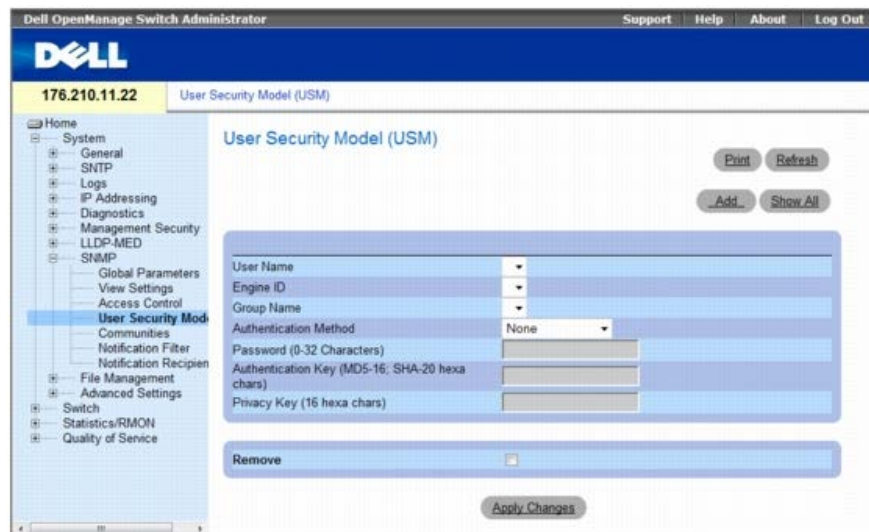 Dell OpenManage Switch Administrator
Support Help About Log Out
DELL
176.210.11.22
User Security Model (USM)
Home
System
General
SNTP
Logs
IP Addressing
Diagnostics
Management Security
LLDP-MED
SNMP
Global Parameters
View Settings
Access Control
User Security Mod
Communities
Notification Filter
Notification Recipien
File Management
Advanced Settings
Switch
Statistics/RMON
Quality of Service
User Security Model (USM)
Print Refresh
Add Show All
User Name
Engine ID
Group Name
Authentication Method None
Password (0-32 Characters)
Authentication Key (MD5-16; SHA-20 hexa
chars)
Privacy Key (16 hexa chars)
Remove
Apply Changes